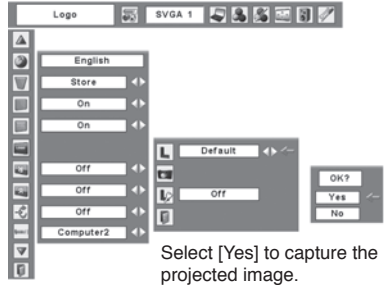 Logo
SVGA 1
English
Store
On
On
Off
Off
Off
Computer2
Default
Off
OK?
Yes
No
Select [Yes] to capture the
projected image.